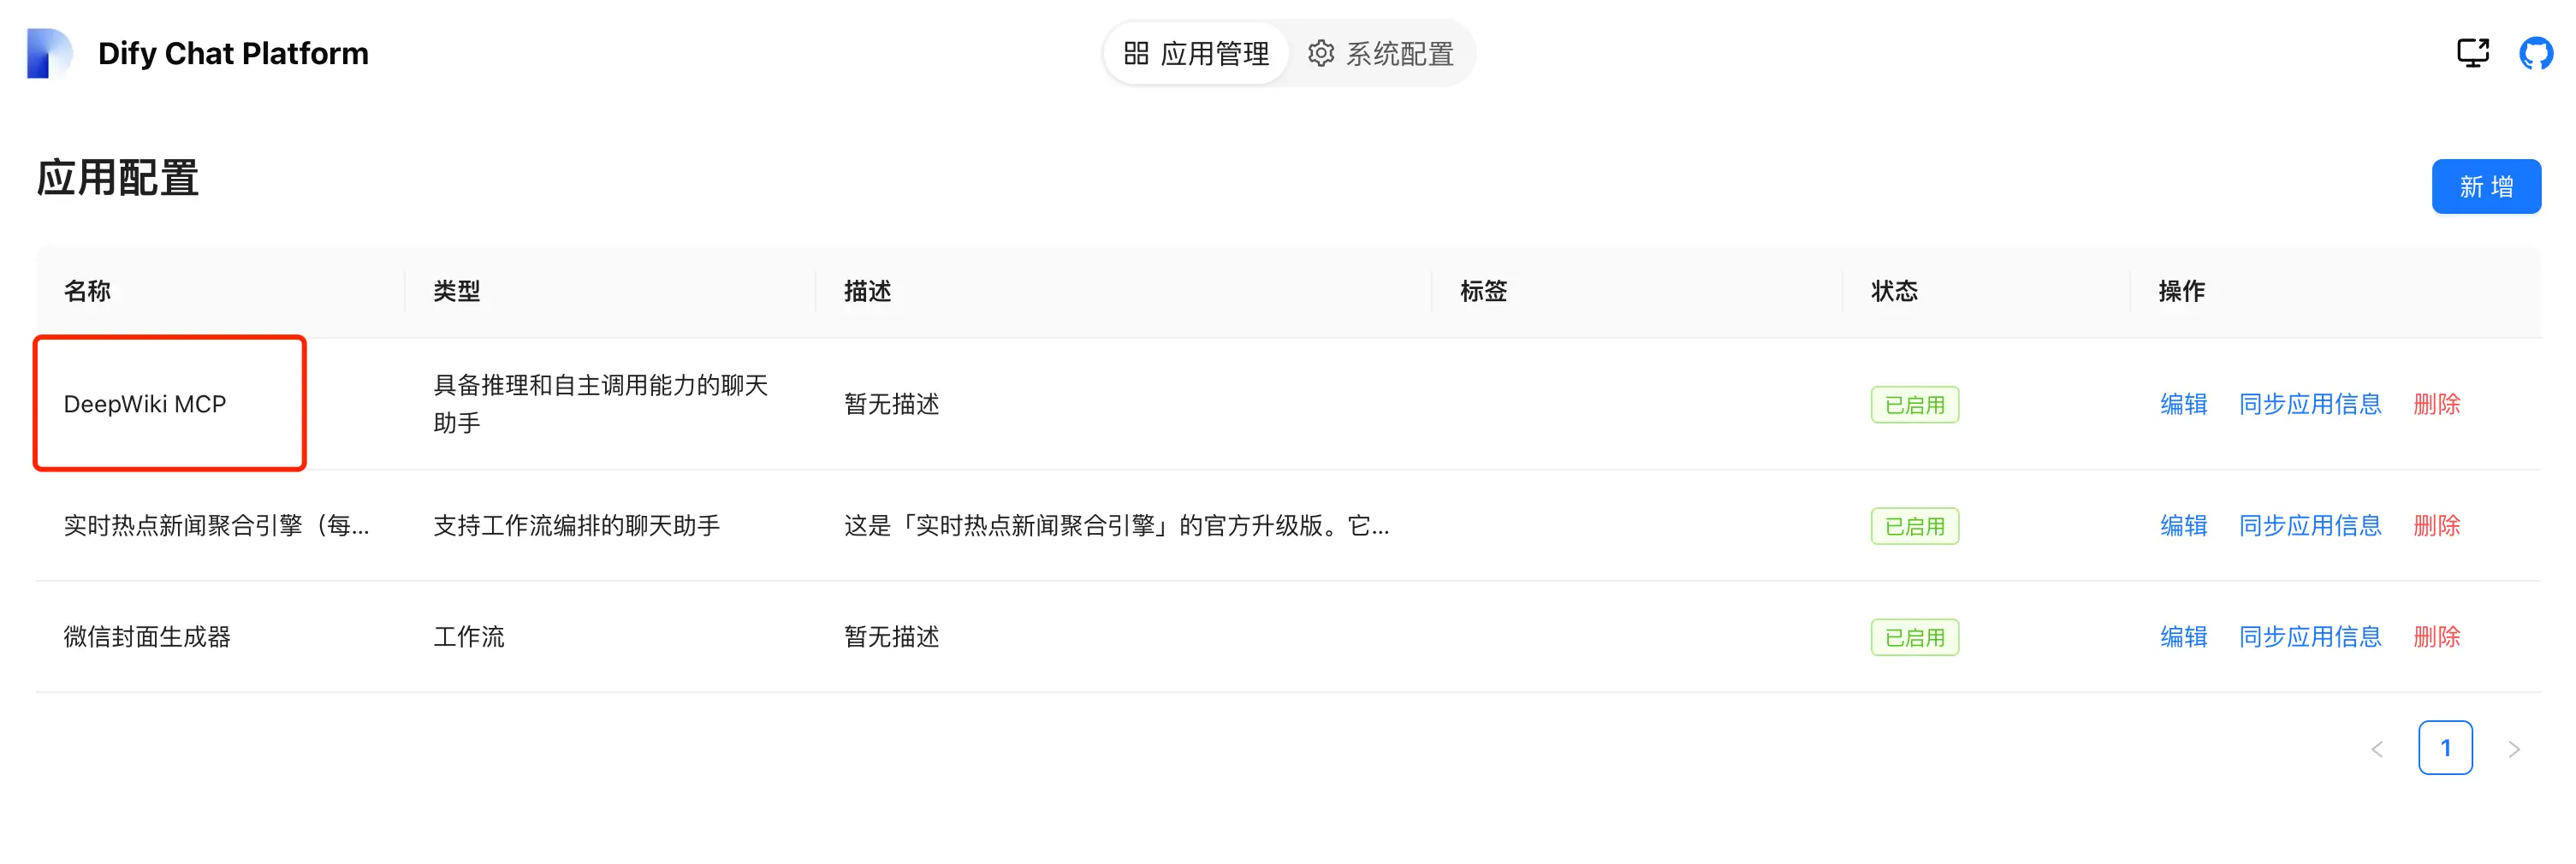 Dify Chat Platform
应用管理
系统配置
应用配置
新 增
名称
类型
描述
标签
状态
操作
DeepWiki MCP
具备推理和自主调用能力的聊天
助手
暂无描述
已启用
编辑
同步应用信息
删除
实时热点新闻聚合引擎（每...
支持工作流编排的聊天助手
这是「实时热点新闻聚合引擎」的官方升级版。它...
已启用
编辑
同步应用信息
删除
微信封面生成器
工作流
暂无描述
已启用
编辑
同步应用信息
删除
1